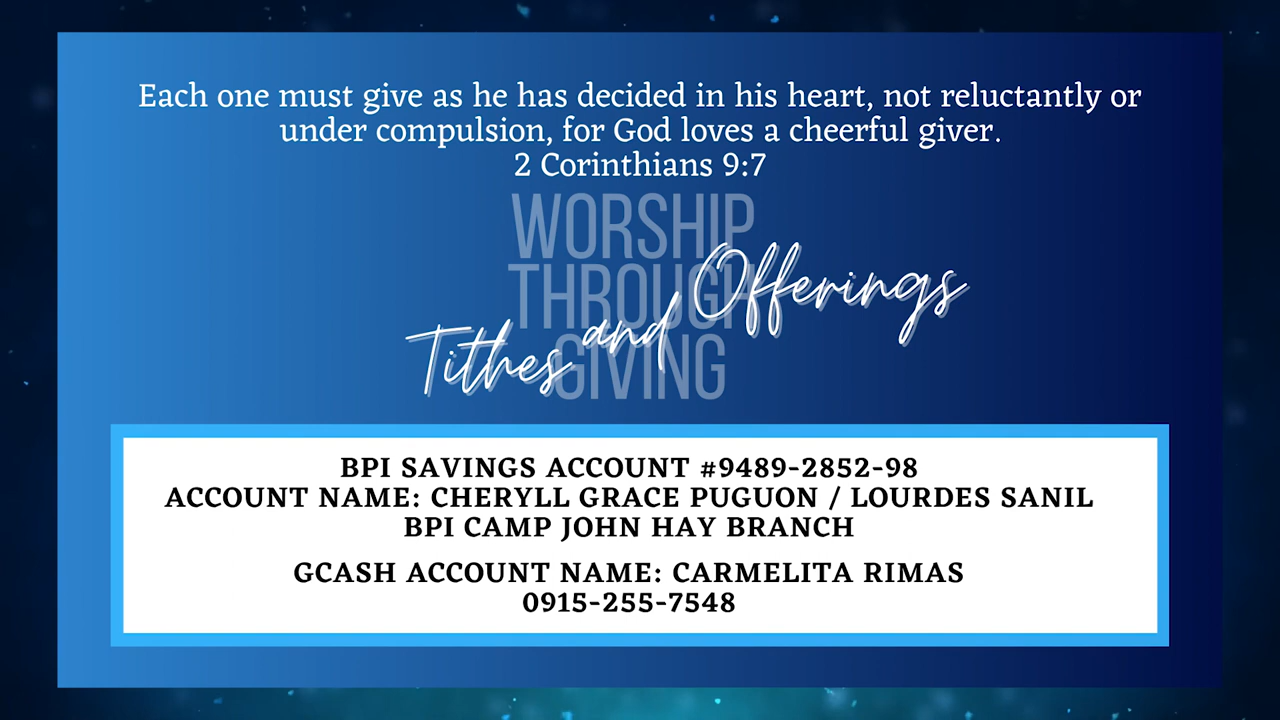 Each one must give as he has decided in his heart, not reluctantly or
under compulsion, for God loves a cheerful giver.
2 Corinthians 9:7
WORSHIP
THROUGH
GIVING
Tithes and Offerings
BPI SAVINGS ACCOUNT #9489-2852-98
ACCOUNT NAME: CHERYLL GRACE PUGUON / LOURDES SANIL
BPI CAMP JOHN HAY BRANCH
GCASH ACCOUNT NAME: CARMELITA RIMAS
0915-255-7548